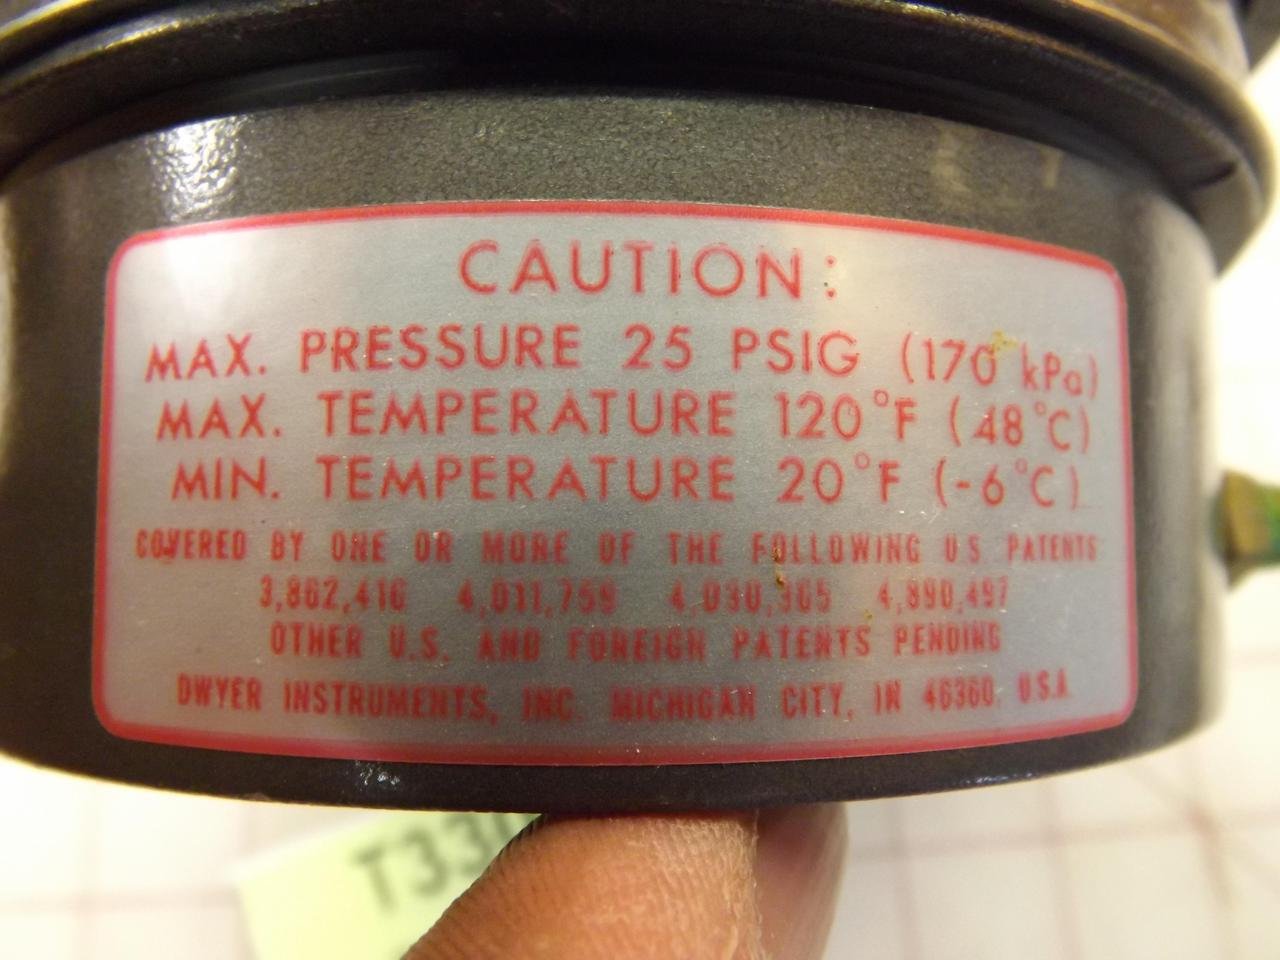 CAUTION:
MAX. PRESSURE 25 PSIG (170 kPa)
MAX. TEMPERATURE 120°F (48°C)
MIN. TEMPERATURE 20°F (-6°C)
COVERED BY ONE OR MORE OF THE FOLLOWING U.S. PATENTS
3,862,416 4,011,759 4,030,365 4,890,497
OTHER U.S. AND FOREIGN PATENTS PENDING
DWYER INSTRUMENTS, INC. MICHIGAN CITY, IN 46360, U.S.A.